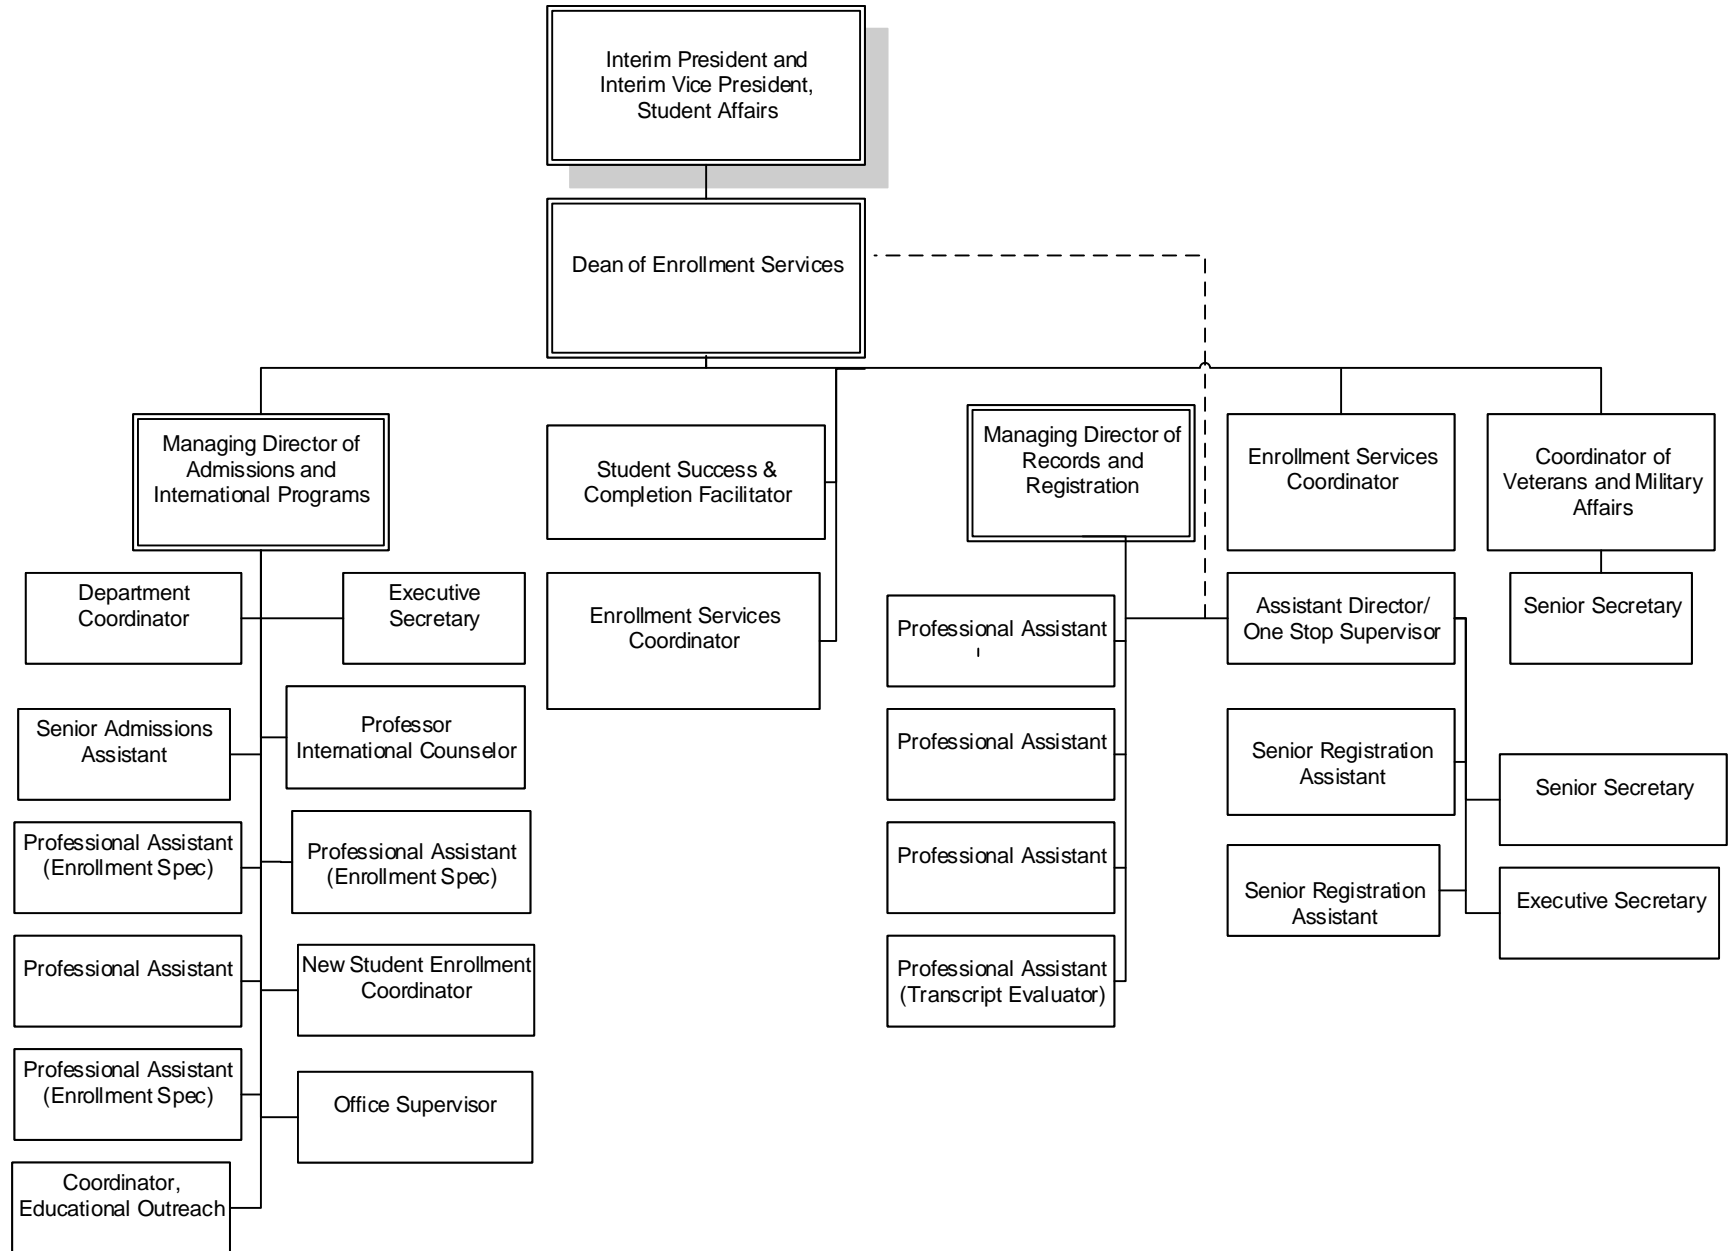 Interim President and
Interim Vice President,
Student Affairs
Dean of Enrollment Services
Managing Director of
Admissions and
International Programs
Student Success &
Completion Facilitator
Managing Director of
Records and
Registration
Enrollment Services
Coordinator
Coordinator of
Veterans and Military
Affairs
Department
Coordinator
Executive
Secretary
Enrollment Services
Coordinator
Professional Assistant
Assistant Director/
One Stop Supervisor
Senior Secretary
Senior Admissions
Assistant
Professor
International Counselor
Professional Assistant
Senior Registration
Assistant
Senior Secretary
Professional Assistant
(Enrollment Spec)
Professional Assistant
(Enrollment Spec)
Professional Assistant
Senior Registration
Assistant
Executive Secretary
Professional Assistant
New Student Enrollment
Coordinator
Professional Assistant
(Transcript Evaluator)
Professional Assistant
(Enrollment Spec)
Office Supervisor
Coordinator,
Educational Outreach